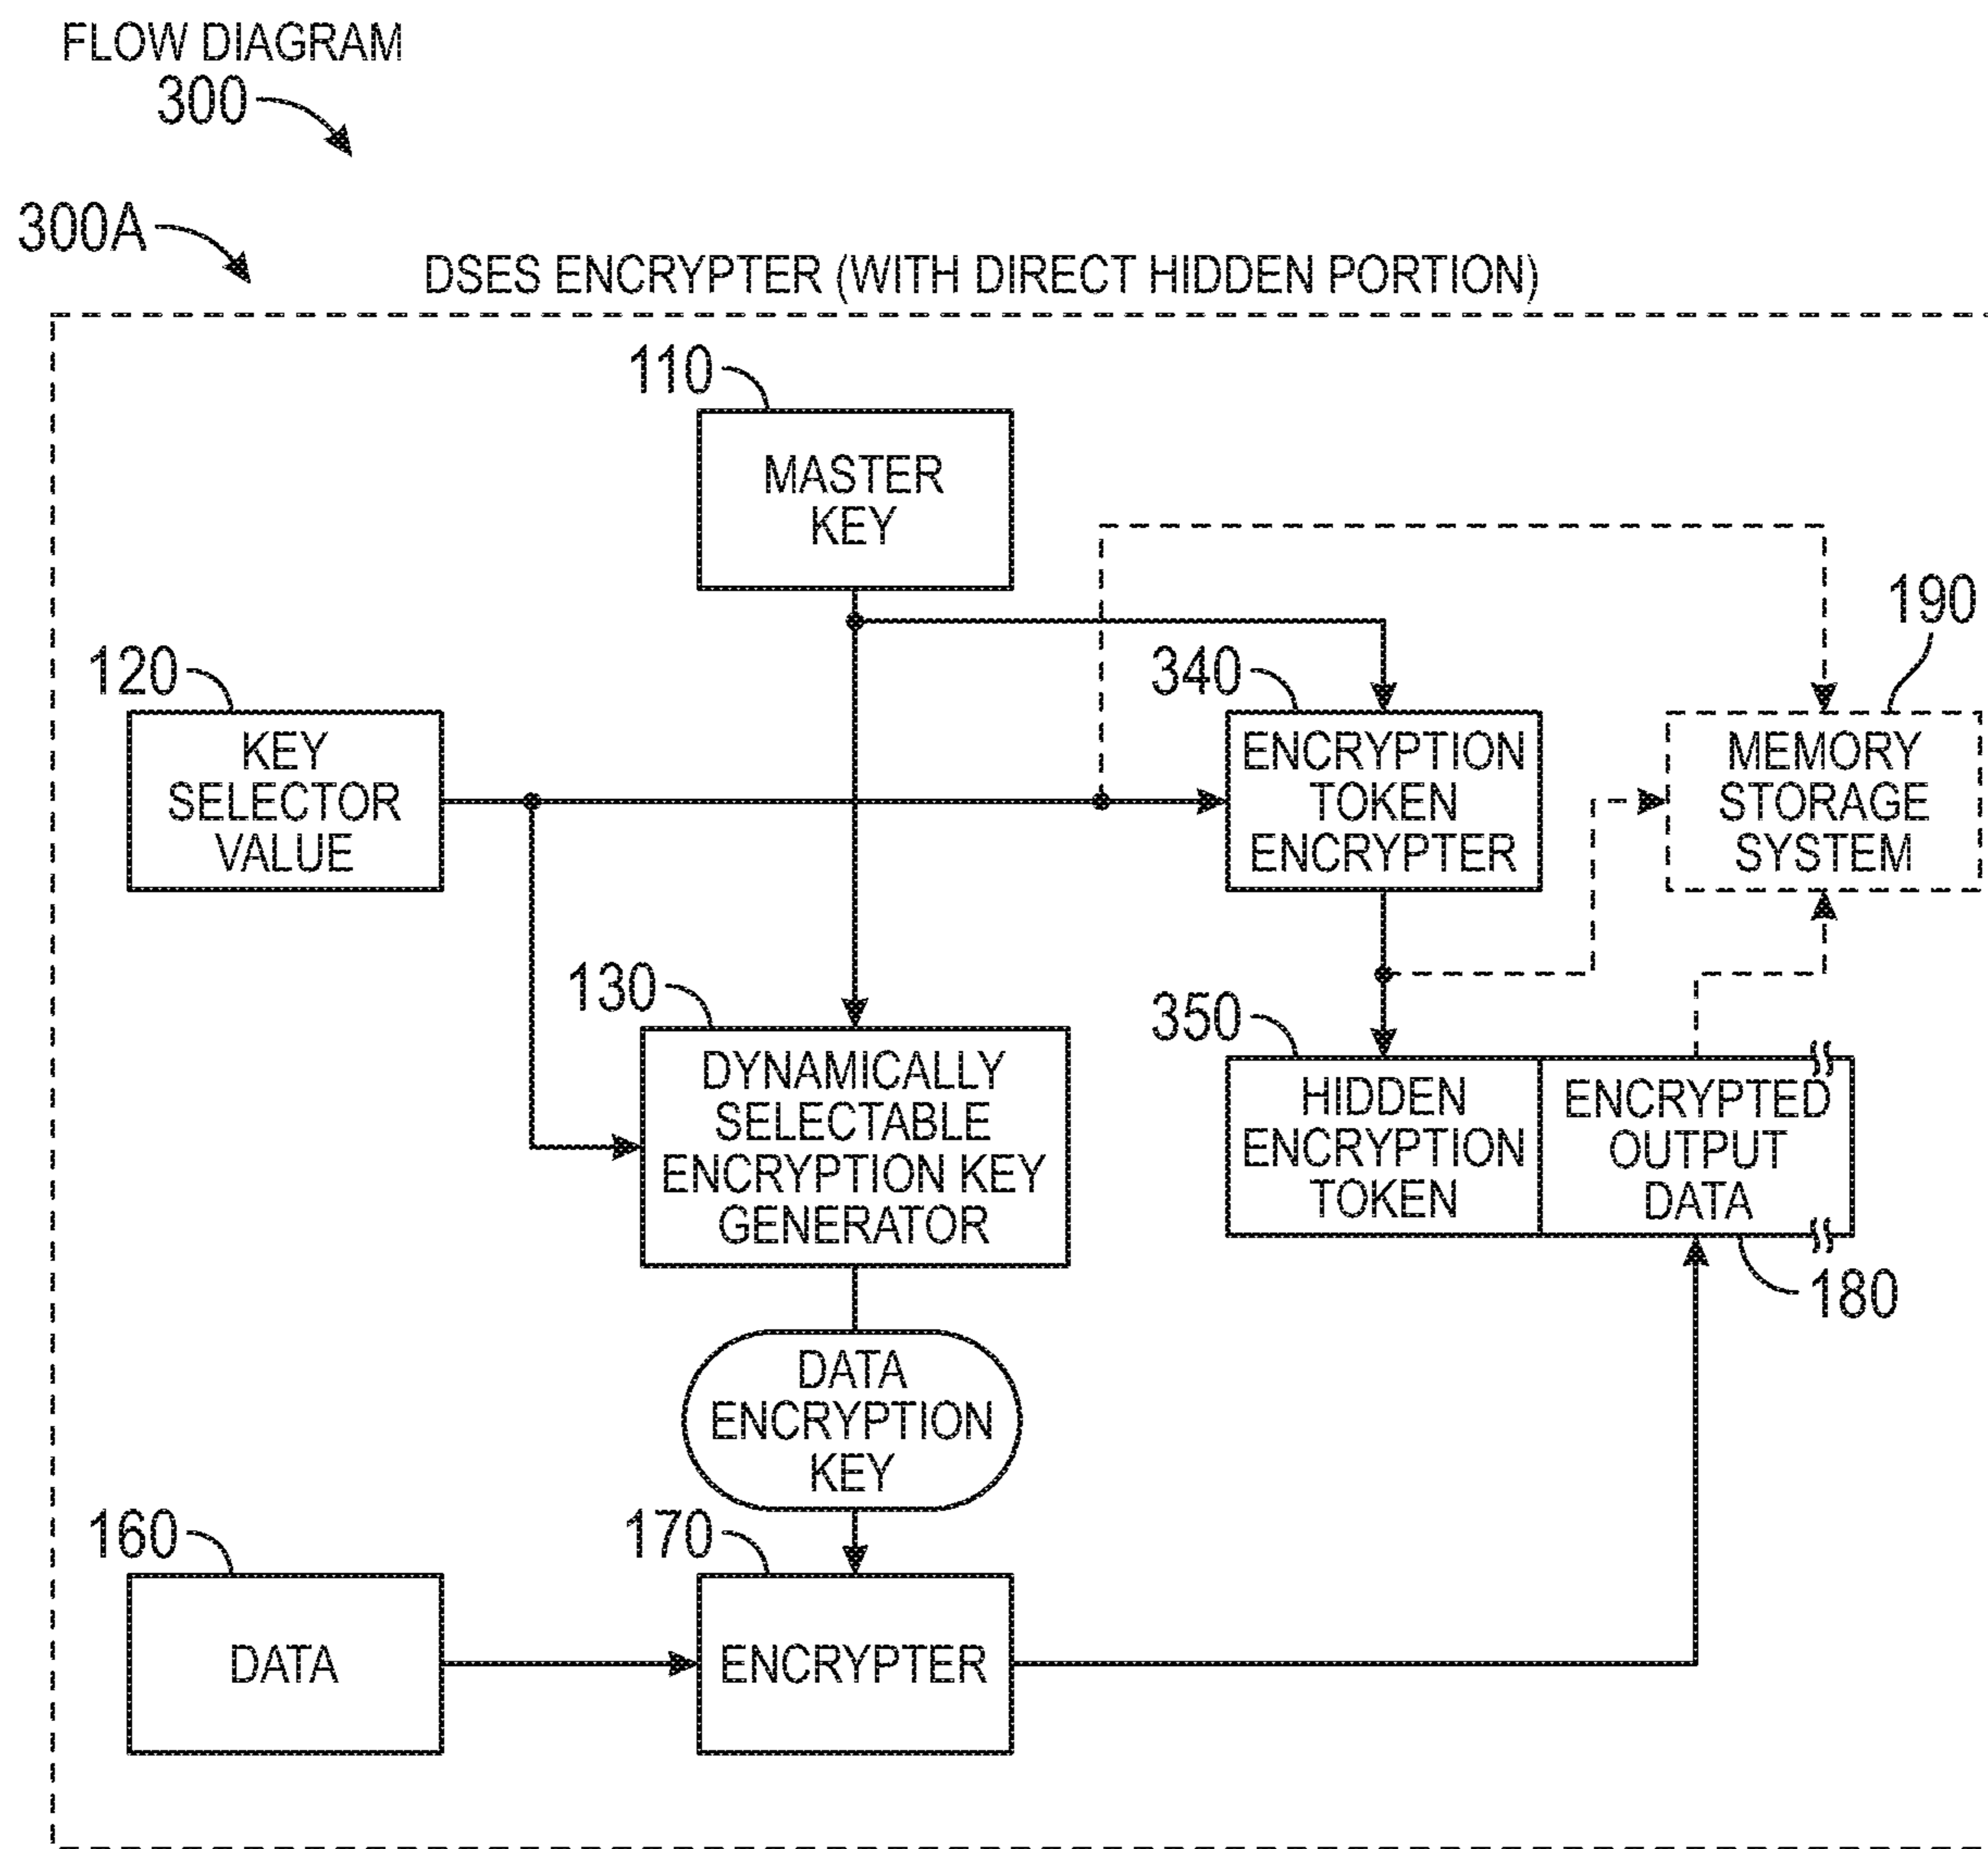 FLOW DIAGRAM
300
300A
DSES ENCRYPTER (WITH DIRECT HIDDEN PORTION)
110
MASTER
KEY
190
120
340
KEY
SELECTOR
VALUE
ENCRYPTION
TOKEN
ENCRYPTER
MEMORY
STORAGE
SYSTEM
130
350
DYNAMICALLY
SELECTABLE
ENCRYPTION KEY
GENERATOR
HIDDEN
ENCRYPTION
TOKEN
ENCRYPTED
OUTPUT
DATA
180
DATA
ENCRYPTION
KEY
160
170
DATA
ENCRYPTER